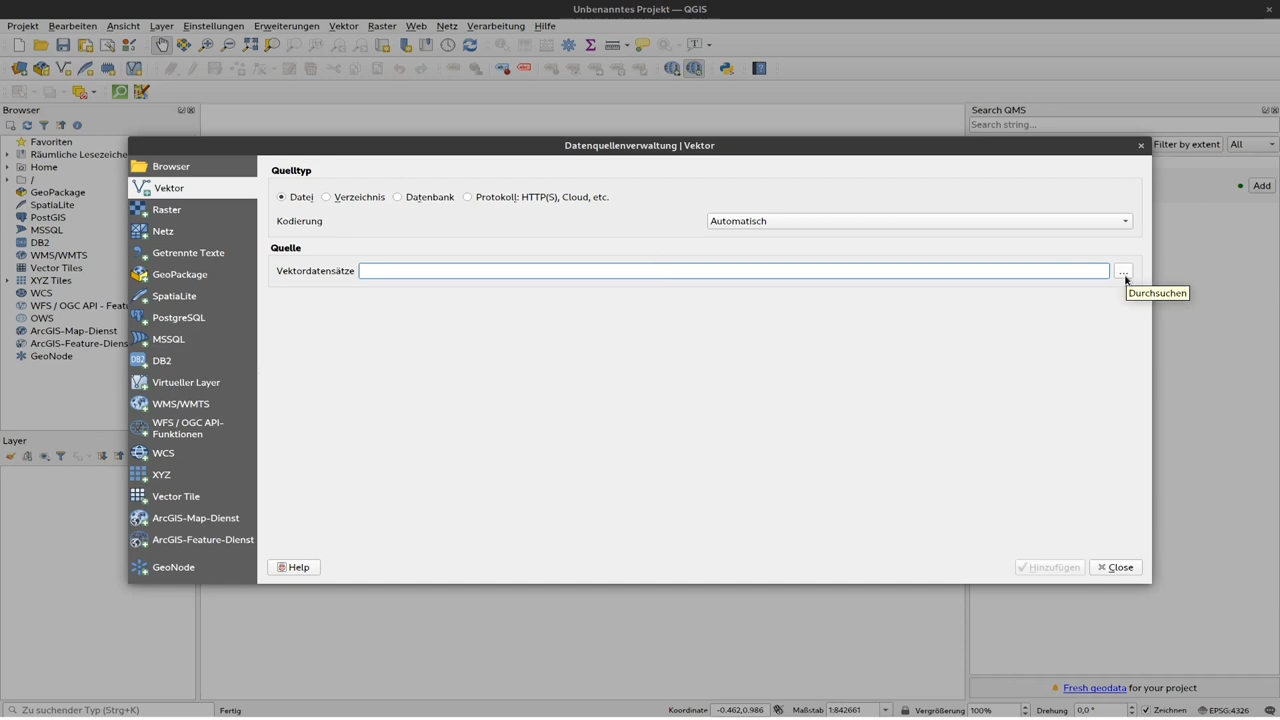 Unbenanntes Projekt — QGIS
Projekt Bearbeiten Ansicht Layer Einstellungen Erweiterungen Vektor Raster Web Netz Verarbeitung Hilfe
Browser
Favoriten
Räumliche Lesezeiche
Home
/
GeoPackage
SpatiaLite
PostGIS
MSSQL
DB2
WMS/WMTS
Vector Tiles
XYZ Tiles
WCS
WFS / OGC API - Featu
OWS
ArcGIS-Map-Dienst
ArcGIS-Feature-Diens
GeoNode
Layer
Datenquellenverwaltung | Vektor
Browser
Vektor
Raster
Netz
Getrennte Texte
GeoPackage
SpatiaLite
PostgreSQL
MSSQL
DB2
Virtueller Layer
WMS/WMTS
WFS / OGC API-
Funktionen
WCS
XYZ
Vector Tile
ArcGIS-Map-Dienst
ArcGIS-Feature-Dienst
GeoNode
Quelltyp
Datei Verzeichnis Datenbank Protokoll: HTTP(S), Cloud, etc.
Kodierung Automatisch
Quelle
Vektordatensätze …
Durchsuchen
Help Hinzufügen Close
Search QMS
Search string...
Filter by extent All
Add
Fresh geodata for your project
Zu suchender Typ (Strg+K) Fertig Koordinate -0.462,0.986 Maßstab 1:842661 Vergrößerung 100% Drehung 0,0 ° Zeichnen EPSG:4326